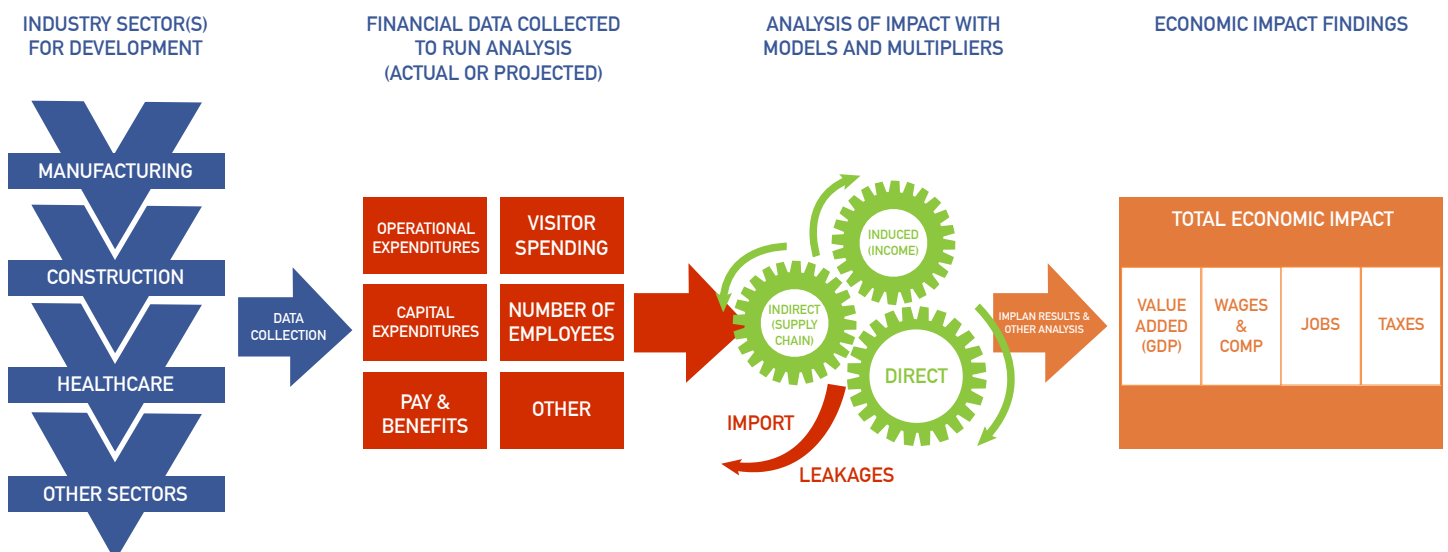 INDUSTRY SECTOR(S)
FOR DEVELOPMENT
FINANCIAL DATA COLLECTED
TO RUN ANALYSIS
(ACTUAL OR PROJECTED)
ANALYSIS OF IMPACT WITH
MODELS AND MULTIPLIERS
ECONOMIC IMPACT FINDINGS
MANUFACTURING
CONSTRUCTION
HEALTHCARE
OTHER SECTORS
DATA
COLLECTION
OPERATIONAL
EXPENDITURES
VISITOR
SPENDING
CAPITAL
EXPENDITURES
NUMBER OF
EMPLOYEES
PAY &
BENEFITS
OTHER
INDUCED
(INCOME)
INDIRECT
(SUPPLY
CHAIN)
DIRECT
IMPORT
LEAKAGES
IMPLAN RESULTS &
OTHER ANALYSIS
TOTAL ECONOMIC IMPACT
VALUE
ADDED
(GDP)
WAGES
&
COMP
JOBS
TAXES